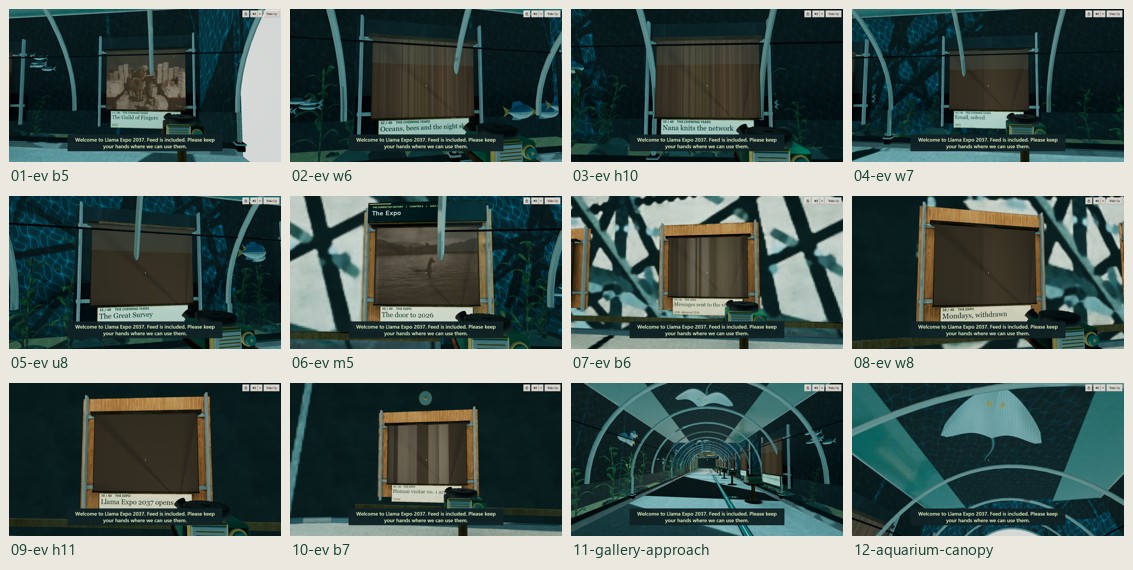 The Guild of Fingers
Welcome to Llama Expo 2037. Feed is included. Please keep
your hands where we can use them.
01-ev b5
Oceans, bees and the night
Welcome to Llama Expo 2037. Feed is included. Please keep
your hands where we can use them.
02-ev w6
Nana knits the network
Welcome to Llama Expo 2037. Feed is included. Please keep
your hands where we can use them.
03-ev h10
Email, solved
Welcome to Llama Expo 2037. Feed is included. Please keep
your hands where we can use them.
04-ev w7
The Great Survey
Welcome to Llama Expo 2037. Feed is included. Please keep
your hands where we can use them.
05-ev u8
The Expo
The door to 2026
Welcome to Llama Expo 2037. Feed is included. Please keep
your hands where we can use them.
06-ev m5
Messages sent to the
Welcome to Llama Expo 2037. Feed is included. Please keep
your hands where we can use them.
07-ev b6
Mondays, withdrawn
Welcome to Llama Expo 2037. Feed is included. Please keep
your hands where we can use them.
08-ev w8
Llama Expo 2037 opens
Welcome to Llama Expo 2037. Feed is included. Please keep
your hands where we can use them.
09-ev h11
Human visitor no. 1
Welcome to Llama Expo 2037. Feed is included. Please keep
your hands where we can use them.
10-ev b7
Welcome to Llama Expo 2037. Feed is included. Please keep
your hands where we can use them.
11-gallery-approach
Welcome to Llama Expo 2037. Feed is included. Please keep
your hands where we can use them.
12-aquarium-canopy